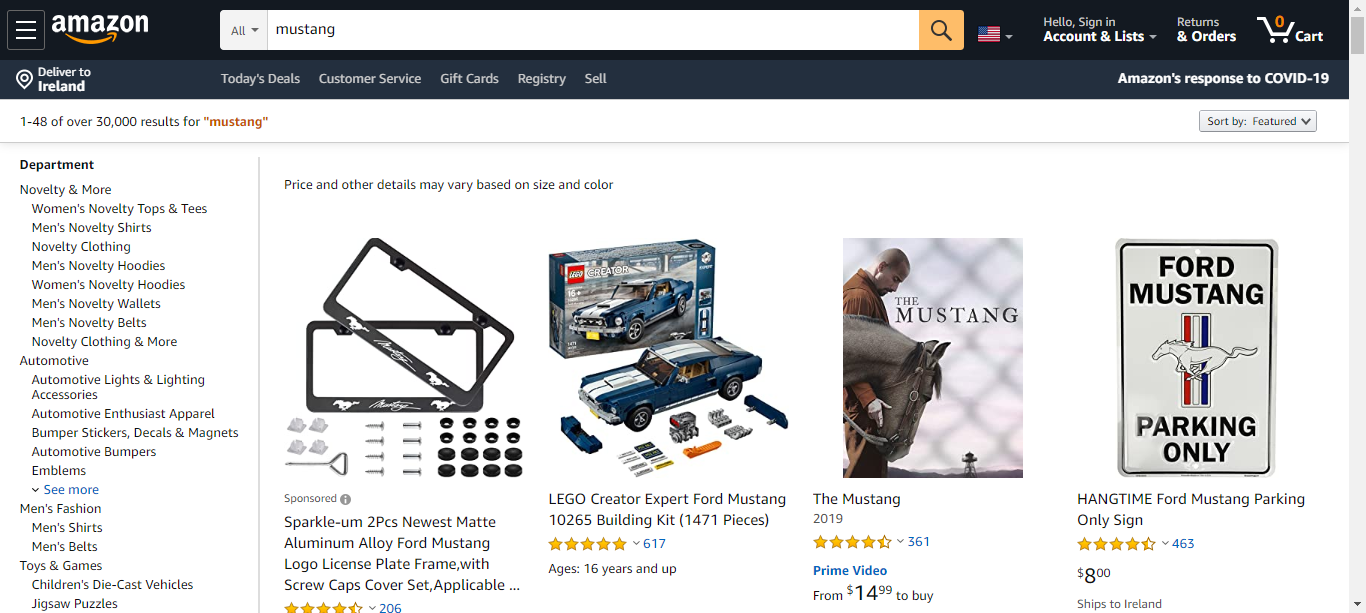 amazon
All
mustang
Hello, Sign in
Account & Lists
Returns
& Orders
0
Cart
Deliver to
Ireland
Today's Deals
Customer Service
Gift Cards
Registry
Sell
Amazon's response to COVID-19
1-48 of over 30,000 results for "mustang"
Sort by: Featured
Department
Novelty & More
Women's Novelty Tops & Tees
Men's Novelty Shirts
Novelty Clothing
Men's Novelty Hoodies
Women's Novelty Hoodies
Men's Novelty Wallets
Men's Novelty Belts
Novelty Clothing & More
Automotive
Automotive Lights & Lighting
Accessories
Automotive Enthusiast Apparel
Bumper Stickers, Decals & Magnets
Automotive Bumpers
Emblems
See more
Men's Fashion
Men's Shirts
Men's Belts
Toys & Games
Children's Die-Cast Vehicles
Jigsaw Puzzles
Price and other details may vary based on size and color
Mustang
Mustang
Sponsored
Sparkle-um 2Pcs Newest Matte
Aluminum Alloy Ford Mustang
Logo License Plate Frame,with
Screw Caps Cover Set,Applicable ...
206
LEGO
CREATOR
16+
LEGO Creator Expert Ford Mustang
10265 Building Kit (1471 Pieces)
617
Ages: 16 years and up
THE
MUSTANG
The Mustang
2019
361
Prime Video
From $14.99 to buy
FORD
MUSTANG
PARKING
ONLY
HANGTIME Ford Mustang Parking
Only Sign
463
$8.00
Ships to Ireland